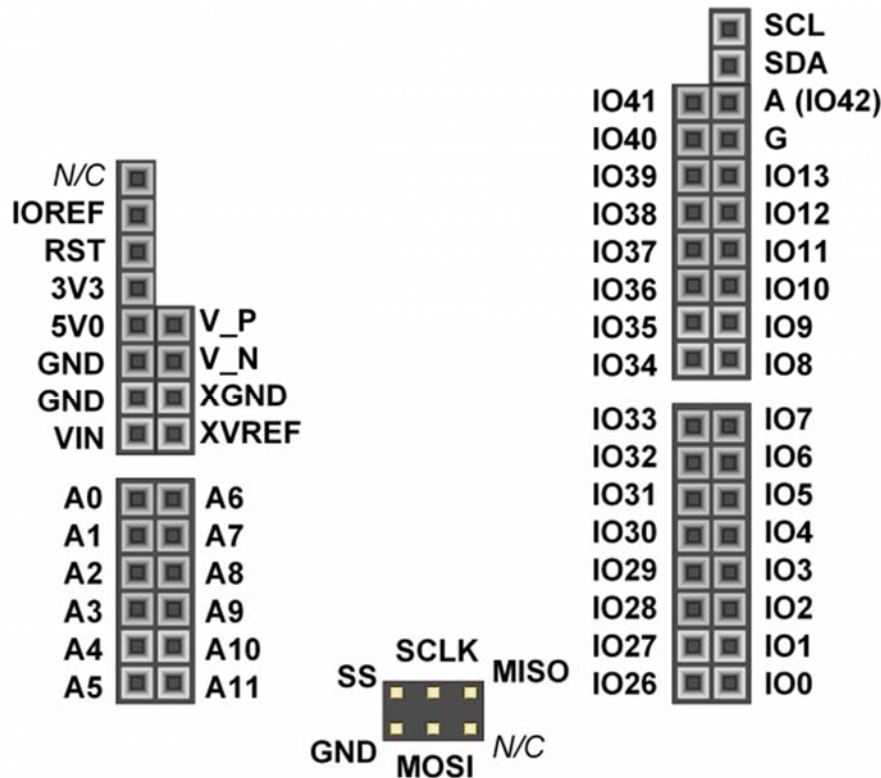 SCL
SDA
IO41 A (IO42)
IO40 G
IO39 IO13
IO38 IO12
IO37 IO11
IO36 IO10
IO35 IO9
IO34 IO8
N/C
IOREF
RST
3V3
5V0 V_P
GND V_N
GND XGND
VIN XVREF
IO33 IO7
IO32 IO6
IO31 IO5
IO30 IO4
IO29 IO3
IO28 IO2
IO27 IO1
IO26 IO0
A0 A6
A1 A7
A2 A8
A3 A9
A4 A10
A5 A11
SS SCLK MISO
GND MOSI N/C